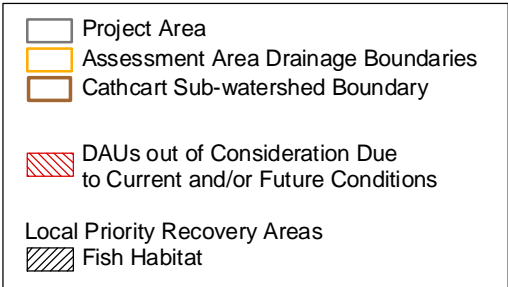 Project Area
Assessment Area Drainage Boundaries
Cathcart Sub-watershed Boundary
DAUs out of Consideration Due
to Current and/or Future Conditions
Local Priority Recovery Areas
Fish Habitat